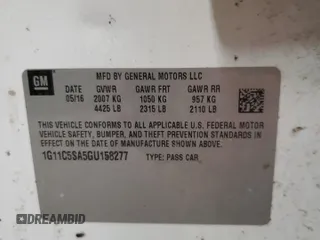 GM
MFD BY GENERAL MOTORS LLC
05/16 GVWR GAWR FRT GAWR RR
2007 KG 1050 KG 957 KG
4425 LB 2315 LB 2110 LB
THIS VEHICLE CONFORMS TO ALL APPLICABLE U.S. FEDERAL MOTOR
VEHICLE SAFETY, BUMPER, AND THEFT PREVENTION STANDARDS
IN EFFECT ON THE DATE OF MANUFACTURE SHOWN ABOVE.
1G11C5SA5GU158277 TYPE: PASS CAR
DREAMBID